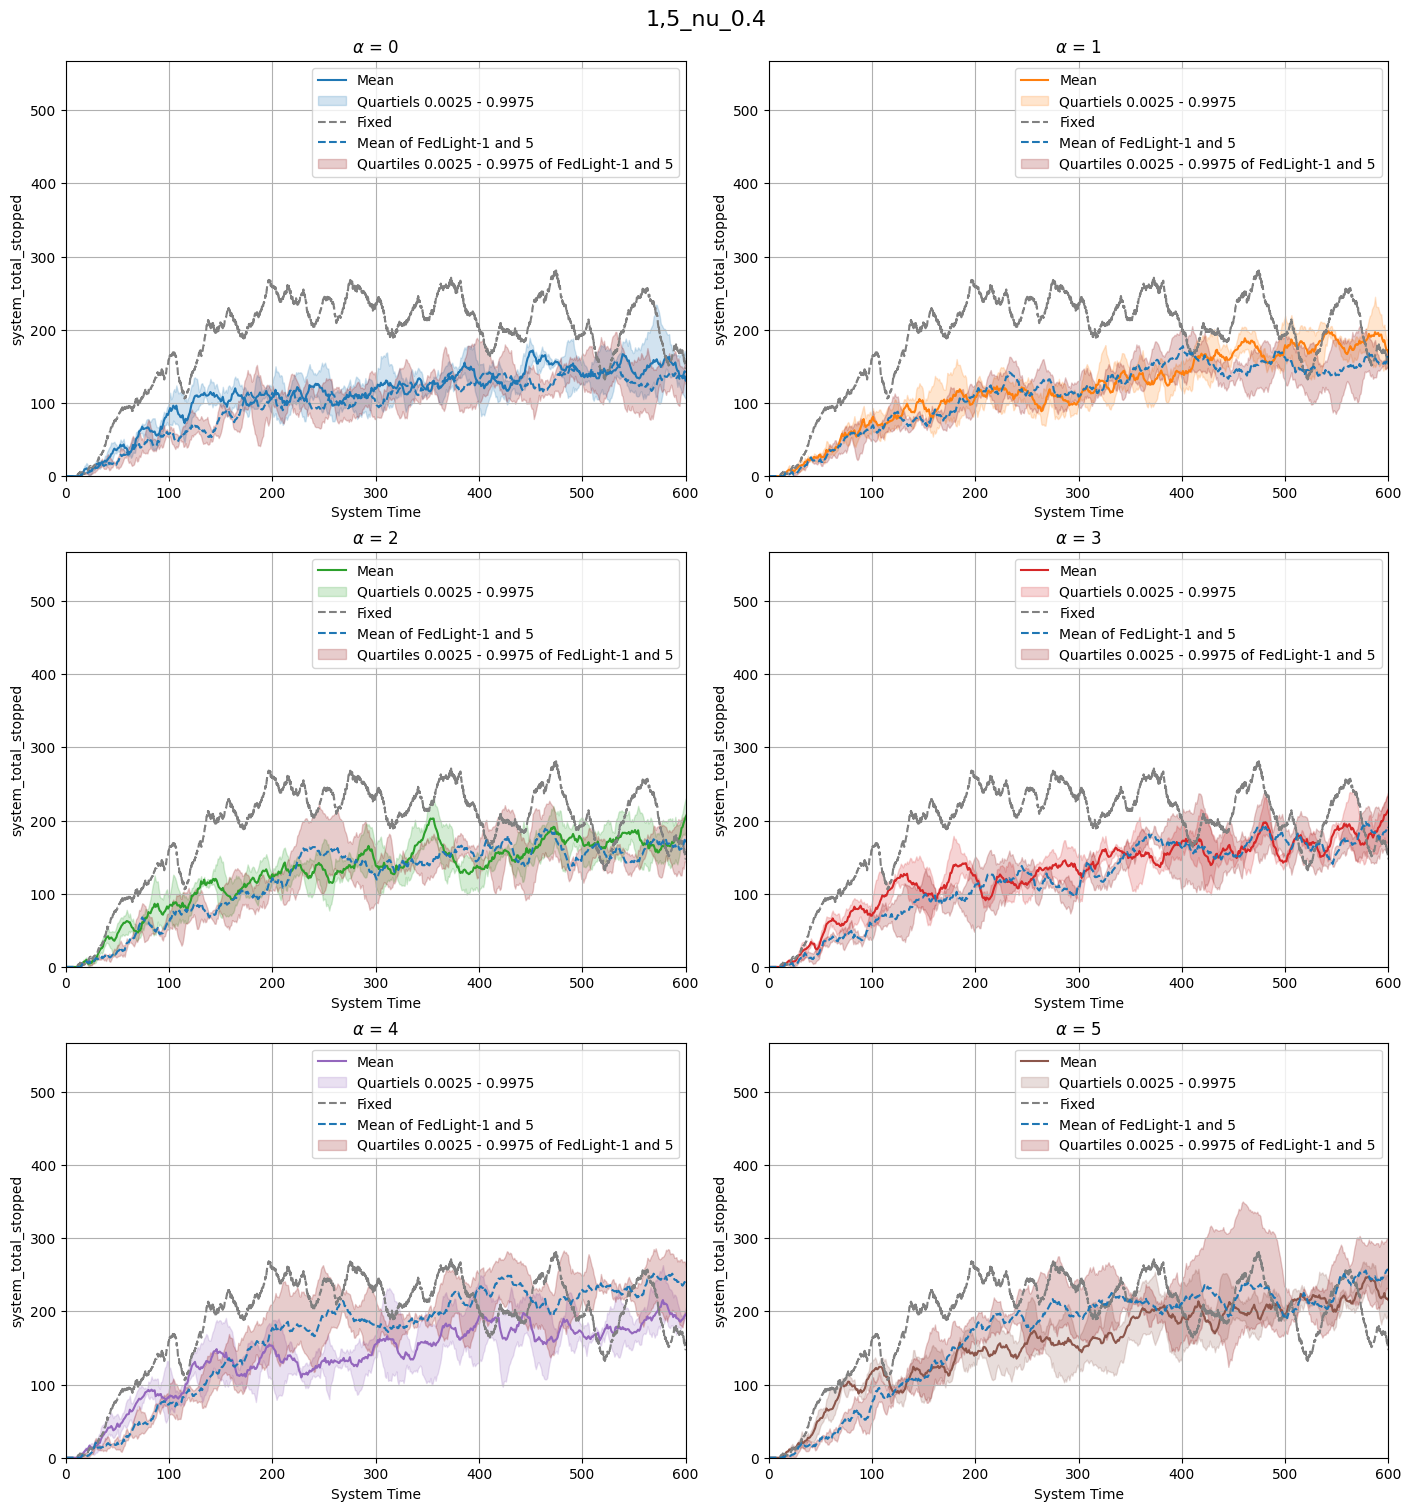 1,5_nu_0.4
α = 0
Mean
Quartiels 0.0025 - 0.9975
Fixed
Mean of FedLight-1 and 5
Quartiles 0.0025 - 0.9975 of FedLight-1 and 5
system_total_stopped
500
400
300
200
100
0
0 100 200 300 400 500 600
System Time
α = 1
Mean
Quartiels 0.0025 - 0.9975
Fixed
Mean of FedLight-1 and 5
Quartiles 0.0025 - 0.9975 of FedLight-1 and 5
system_total_stopped
500
400
300
200
100
0
0 100 200 300 400 500 600
System Time
α = 2
Mean
Quartiels 0.0025 - 0.9975
Fixed
Mean of FedLight-1 and 5
Quartiles 0.0025 - 0.9975 of FedLight-1 and 5
system_total_stopped
500
400
300
200
100
0
0 100 200 300 400 500 600
System Time
α = 3
Mean
Quartiels 0.0025 - 0.9975
Fixed
Mean of FedLight-1 and 5
Quartiles 0.0025 - 0.9975 of FedLight-1 and 5
system_total_stopped
500
400
300
200
100
0
0 100 200 300 400 500 600
System Time
α = 4
Mean
Quartiels 0.0025 - 0.9975
Fixed
Mean of FedLight-1 and 5
Quartiles 0.0025 - 0.9975 of FedLight-1 and 5
system_total_stopped
500
400
300
200
100
0
0 100 200 300 400 500 600
System Time
α = 5
Mean
Quartiels 0.0025 - 0.9975
Fixed
Mean of FedLight-1 and 5
Quartiles 0.0025 - 0.9975 of FedLight-1 and 5
system_total_stopped
500
400
300
200
100
0
0 100 200 300 400 500 600
System Time